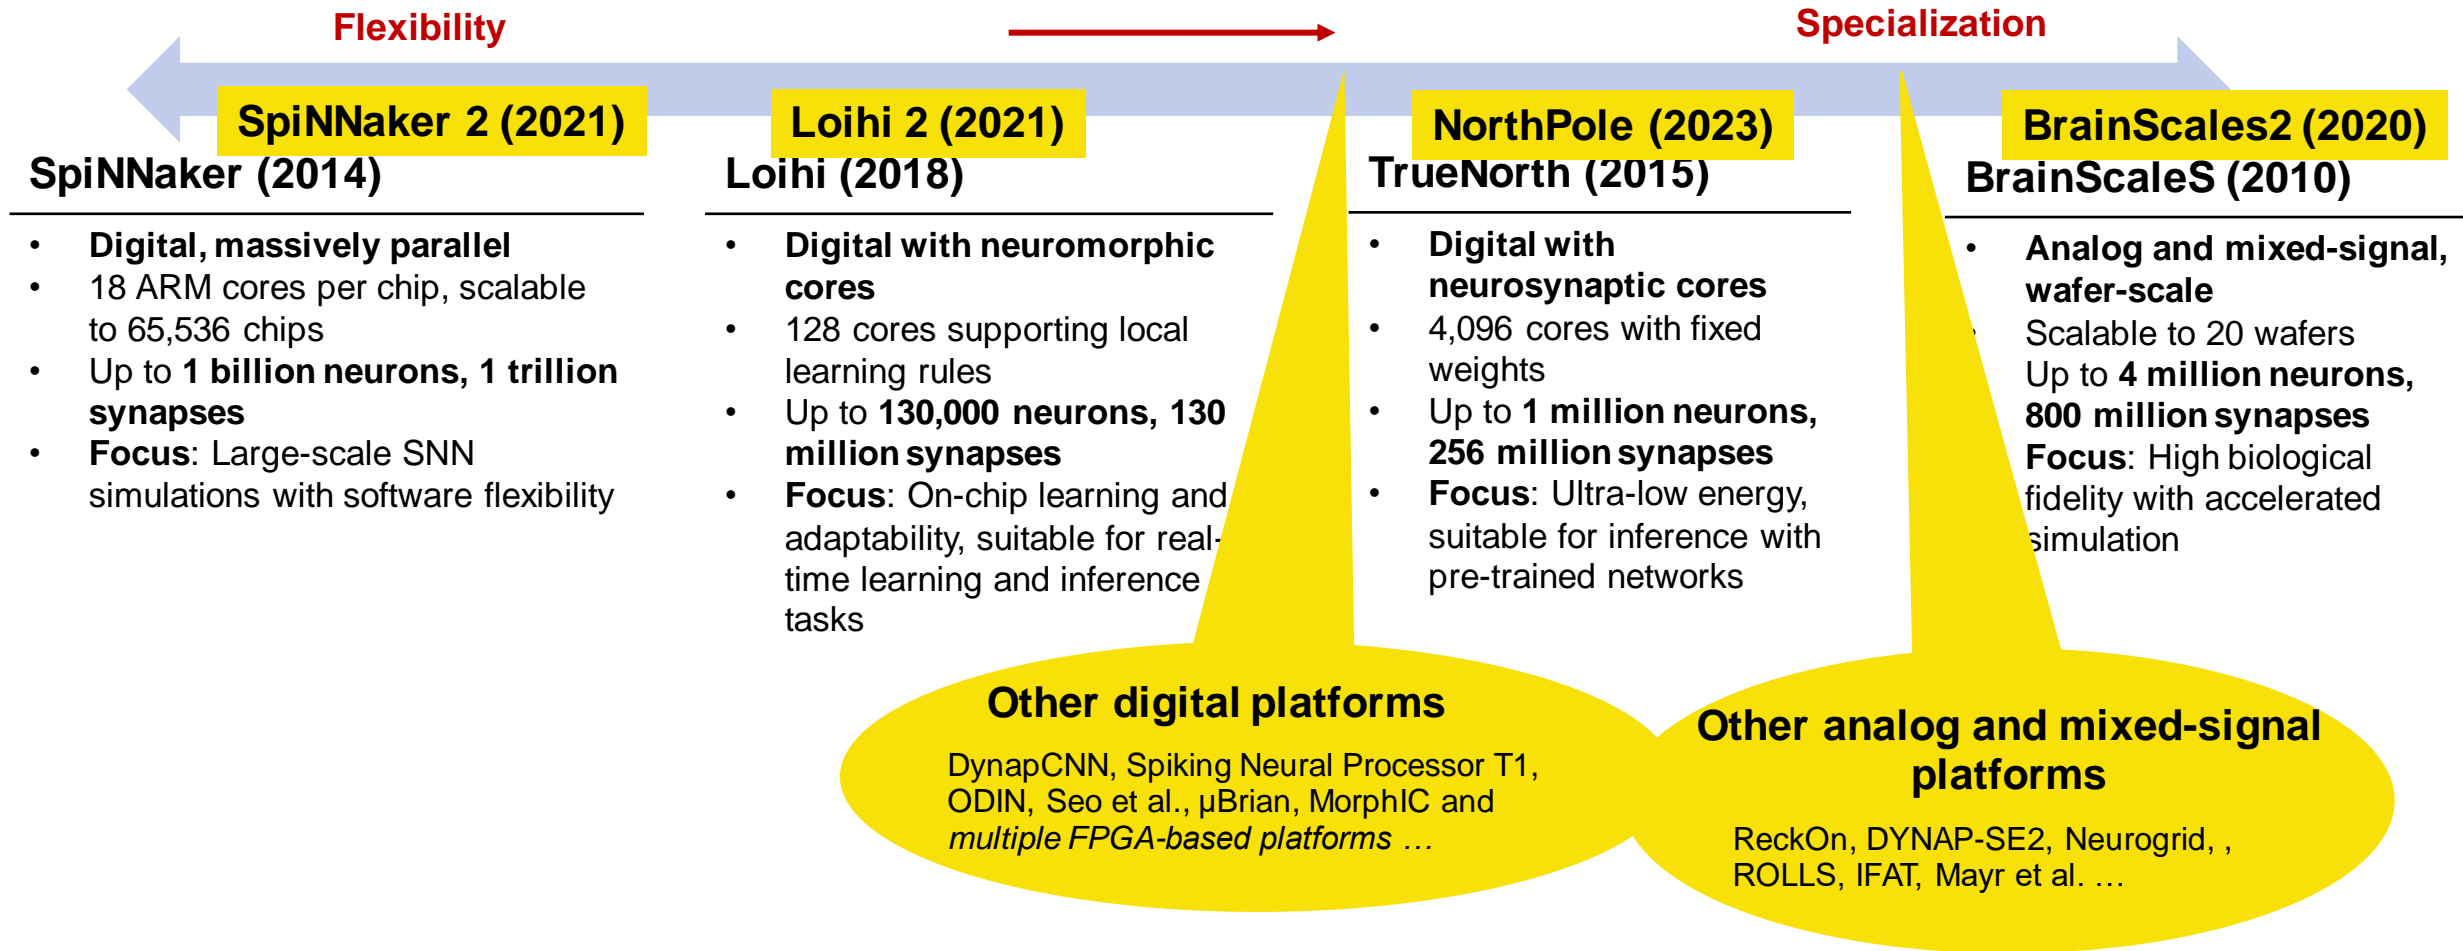 Flexibility
Specialization
SpiNNaker 2 (2021)
SpiNNaker (2014)
• Digital, massively parallel
• 18 ARM cores per chip, scalable
to 65,536 chips
• Up to 1 billion neurons, 1 trillion
synapses
• Focus: Large-scale SNN
simulations with software flexibility
Loihi 2 (2021)
Loihi (2018)
• Digital with neuromorphic
cores
• 128 cores supporting local
learning rules
• Up to 130,000 neurons, 130
million synapses
• Focus: On-chip learning and
adaptability, suitable for real-
time learning and inference
tasks
NorthPole (2023)
TrueNorth (2015)
• Digital with
neurosynaptic cores
• 4,096 cores with fixed
weights
• Up to 1 million neurons,
256 million synapses
• Focus: Ultra-low energy,
suitable for inference with
pre-trained networks
BrainScales2 (2020)
BrainScaleS (2010)
• Analog and mixed-signal,
wafer-scale
• Scalable to 20 wafers
Up to 4 million neurons,
800 million synapses
Focus: High biological
fidelity with accelerated
simulation
Other digital platforms
DynapCNN, Spiking Neural Processor T1,
ODIN, Seo et al., µBrian, MorphIC and
multiple FPGA-based platforms …
Other analog and mixed-signal
platforms
ReckOn, DYNAP-SE2, Neurogrid, ,
ROLLS, IFAT, Mayr et al. …